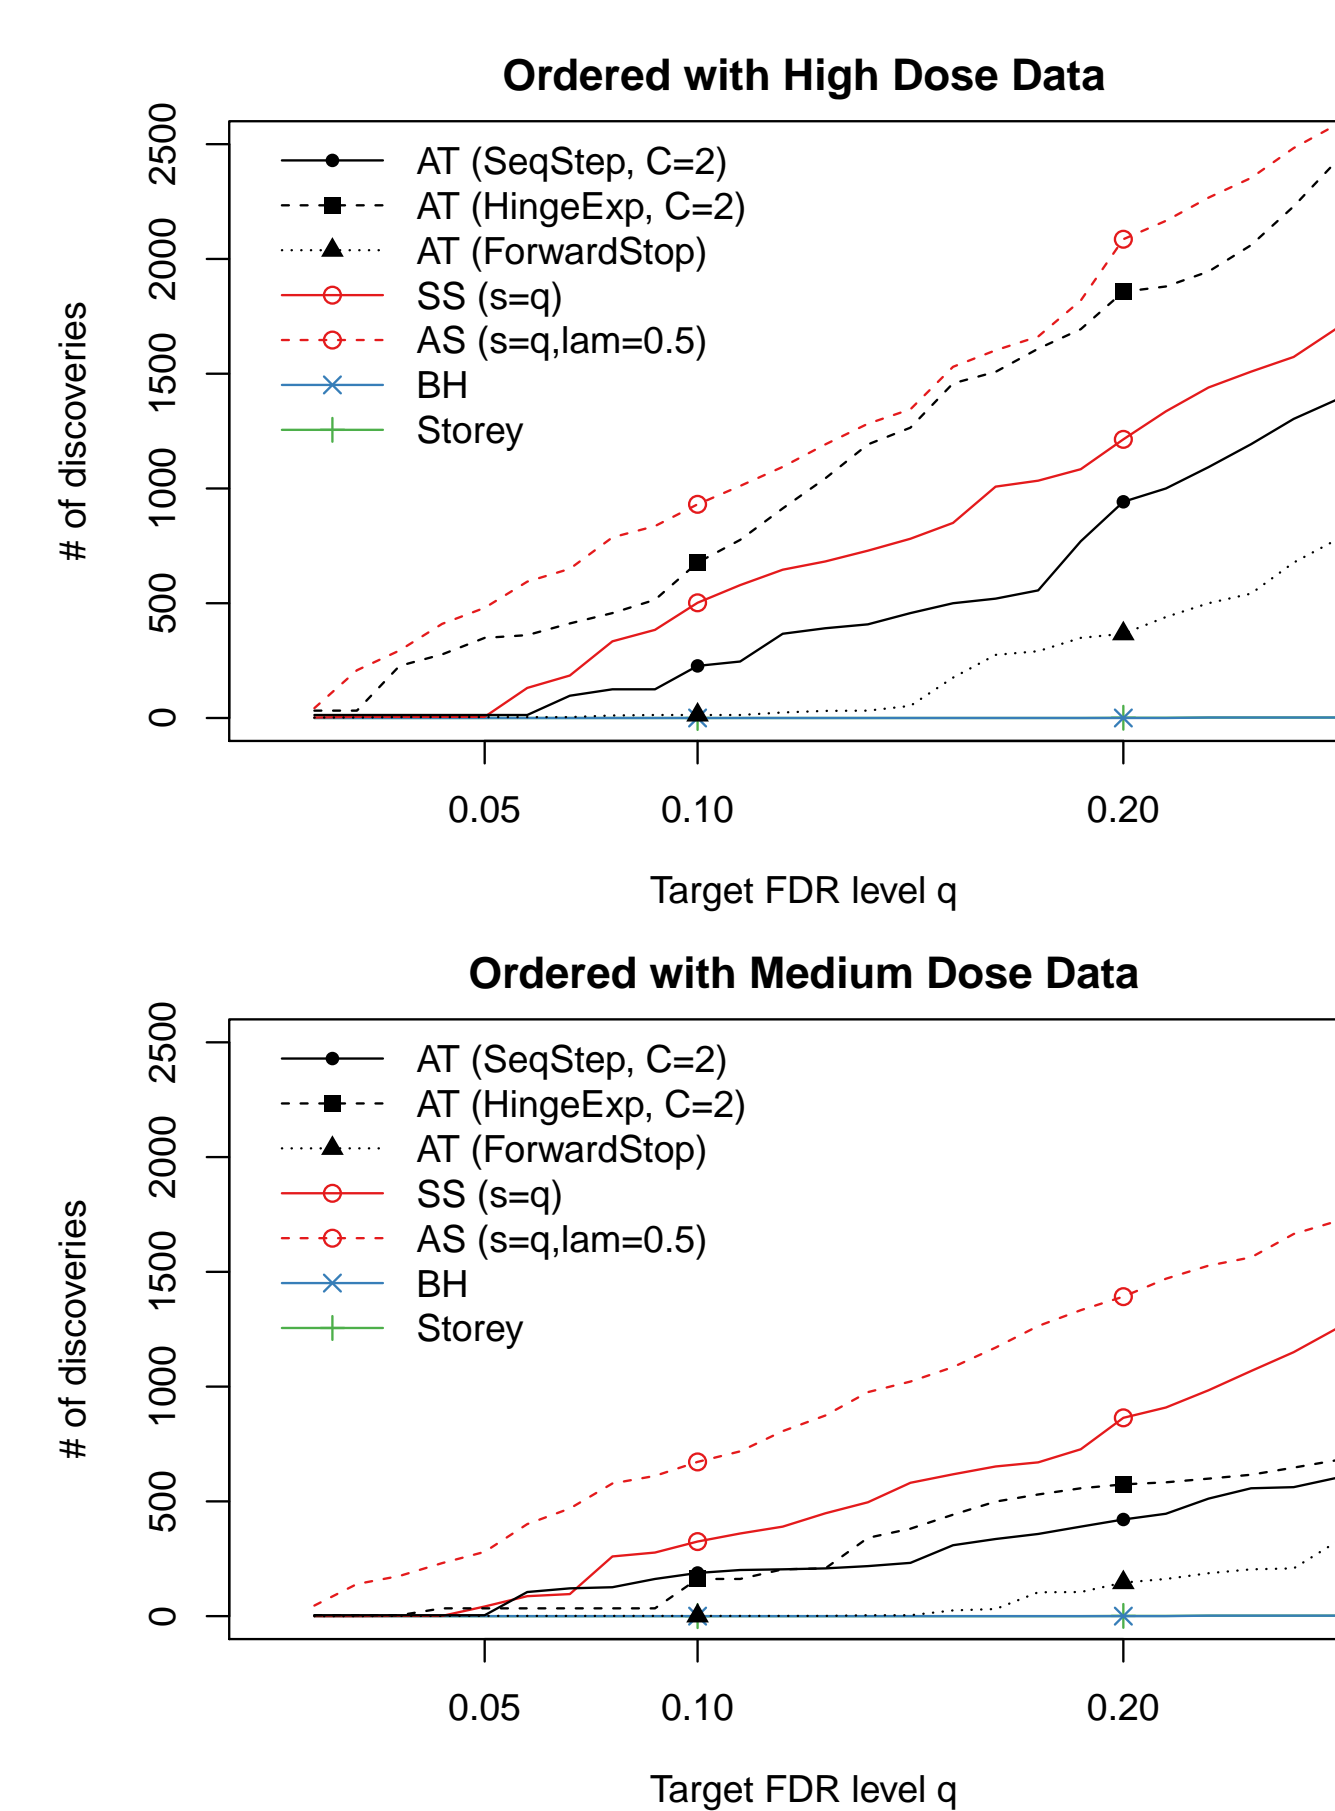 Ordered with High Dose Data
# of discoveries
2500
2000
1500
1000
500
0
AT (SeqStep, C=2)
AT (HingeExp, C=2)
AT (ForwardStop)
SS (s=q)
AS (s=q,lam=0.5)
BH
Storey
0.05 0.10 0.20
Target FDR level q
Ordered with Medium Dose Data
# of discoveries
2500
2000
1500
1000
500
0
AT (SeqStep, C=2)
AT (HingeExp, C=2)
AT (ForwardStop)
SS (s=q)
AS (s=q,lam=0.5)
BH
Storey
0.05 0.10 0.20
Target FDR level q